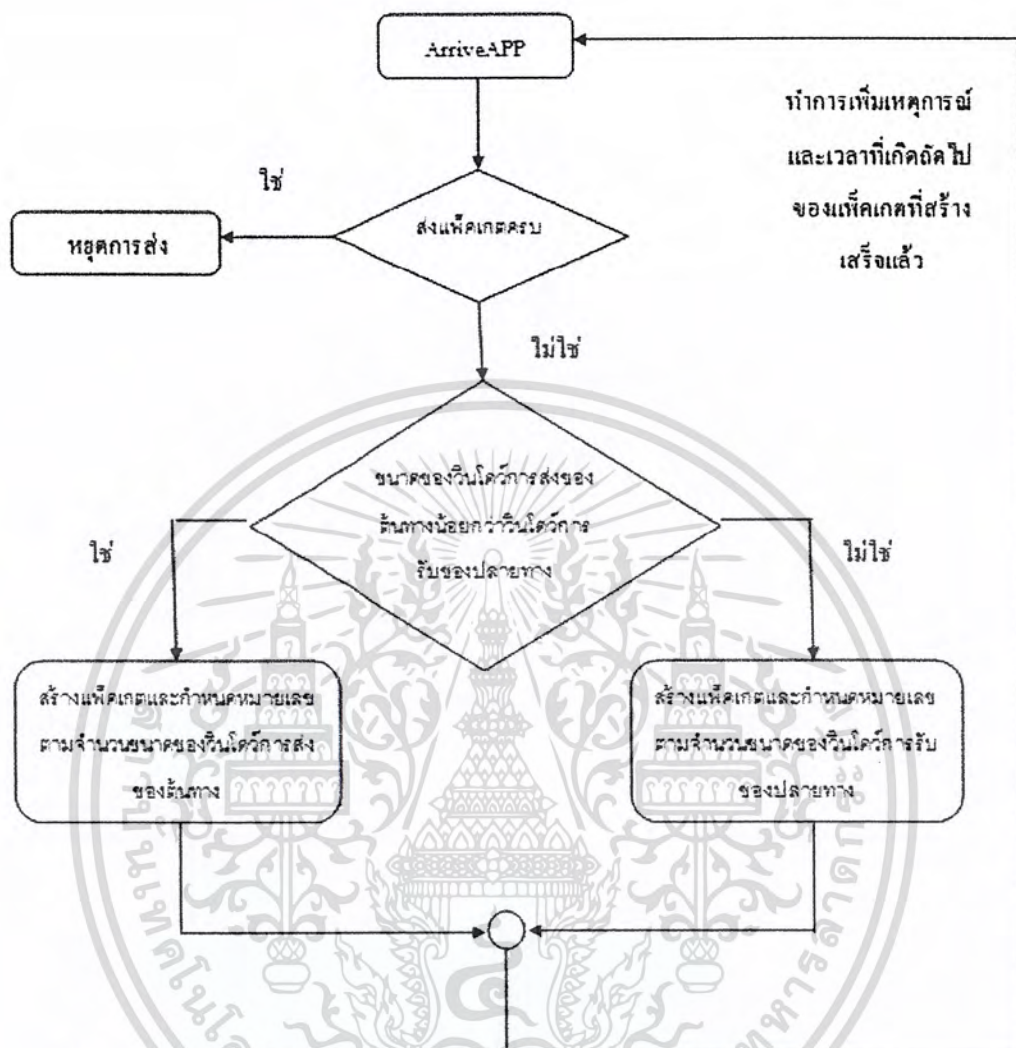 ArriveAPP
ทำการเพิ่มเหตุการณ์
และเวลาที่เกิดถัดไป
ของแพ็คเกตที่สร้าง
เสร็จแล้ว
ใช่
ส่งแพ็คเกตครบ
หยุดการส่ง
ไม่ใช่
ขนาดของวินโดว์การส่งของ
ต้นทางน้อยกว่าวินโดว์การ
รับของปลายทาง
ใช่
ไม่ใช่
สร้างแพ็คเกตและกำหนดหมายเลข
ตามจำนวนขนาดของวินโดว์การส่ง
ของต้นทาง
สร้างแพ็คเกตและกำหนดหมายเลข
ตามจำนวนขนาดของวินโดว์การรับ
ของปลายทาง